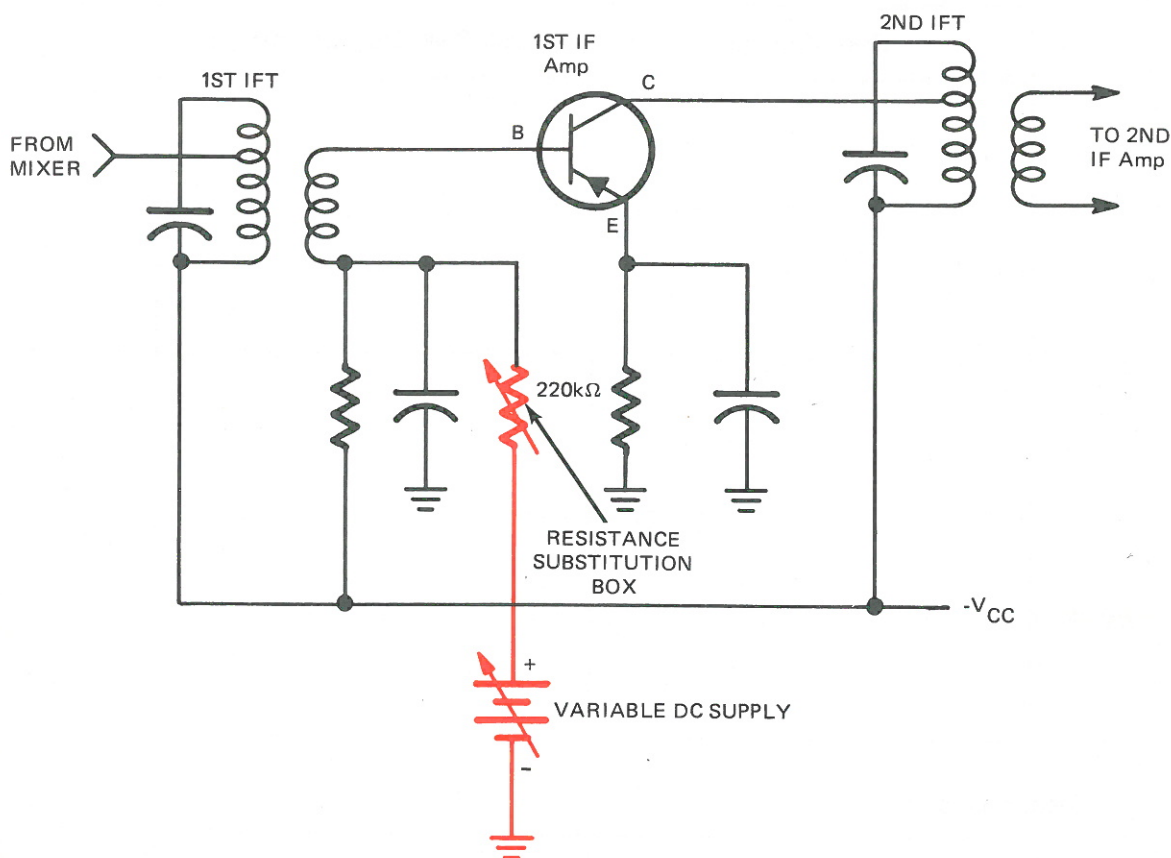 2ND IFT
1ST IF
Amp
1ST IFT
C
FROM
MIXER
B
TO 2ND
IF Amp
E
220kΩ
RESISTANCE
SUBSTITUTION
BOX
-VCC
+
VARIABLE DC SUPPLY
-